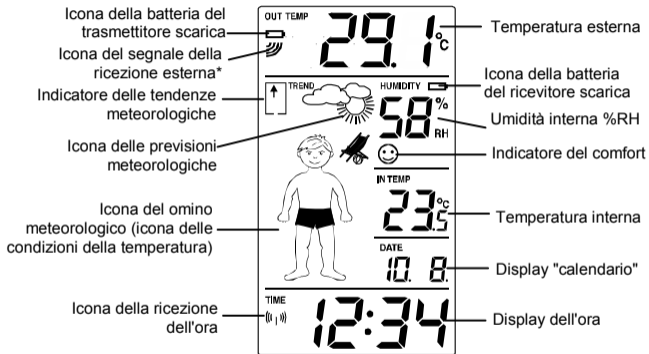 Icona della batteria del
trasmettitore scarica
Icona del segnale della
ricezione esterna*
Indicatore delle tendenze
meteorologiche
Icona delle previsioni
meteorologiche
Icona del omino
meteorologico (icona delle
condizioni della temperatura)
Icona della ricezione
dell'ora
OUT TEMP
29.1°C
TREND
HUMIDITY
58%
RH
IN TEMP
23.5°C
DATE
10. 8.
TIME
12:34
Temperatura esterna
Icona della batteria
del ricevitore scarica
Umidità interna %RH
Indicatore del comfort
Temperatura interna
Display "calendario"
Display dell'ora